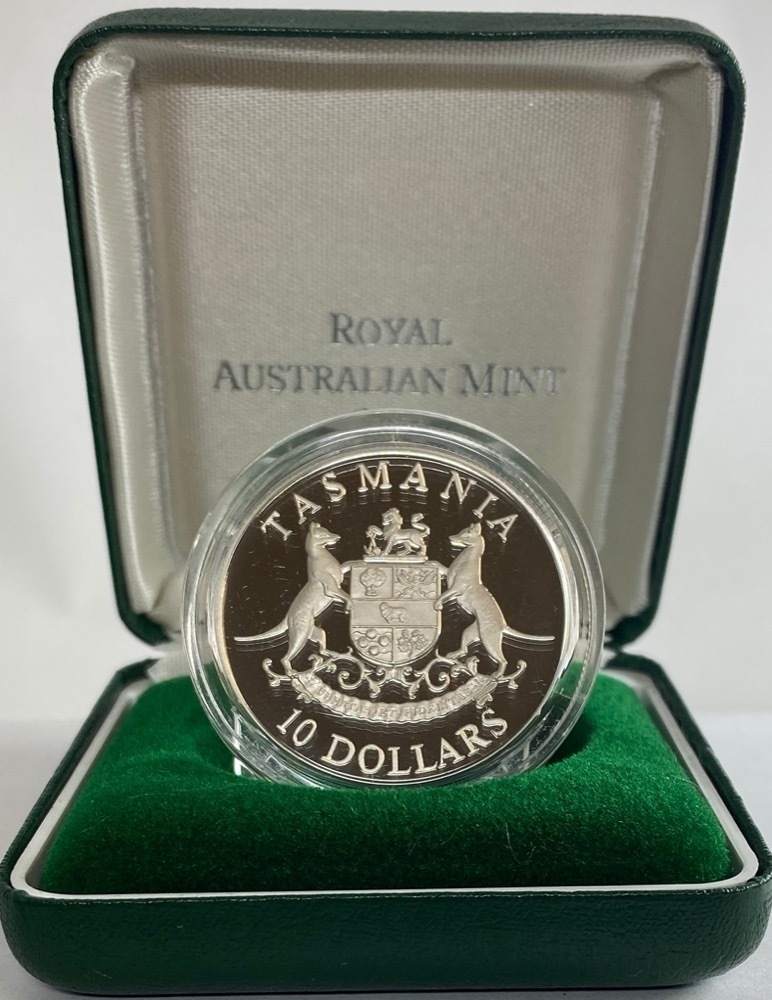 ROYAL
AUSTRALIAN MINT
TASMANIA
10 DOLLARS